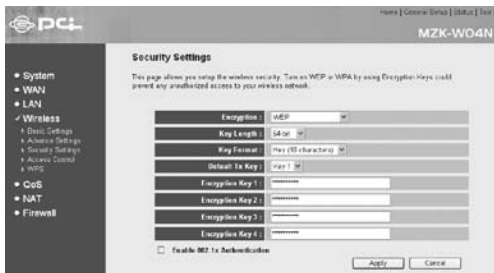 Home | General Setup | Status | Tool
PCi
MZK-W04N
Security Settings
This page allows you setup the wireless security. Turn on WEP or WPA by using Encryption Keys could
prevent any unauthorized access to your wireless network.
• System
• WAN
• LAN
✓ Wireless
Basic Settings
Advance Settings
Security Settings
Access Control
WPS
• QoS
• NAT
• Firewall
Encryption : WEP
Key Length : 64-bit
Key Format : Hex (10 characters)
Default Tx Key : Key 1
Encryption Key 1 : **********
Encryption Key 2 : **********
Encryption Key 3 : **********
Encryption Key 4 : **********
Enable 802.1x Authentication
Apply Cancel